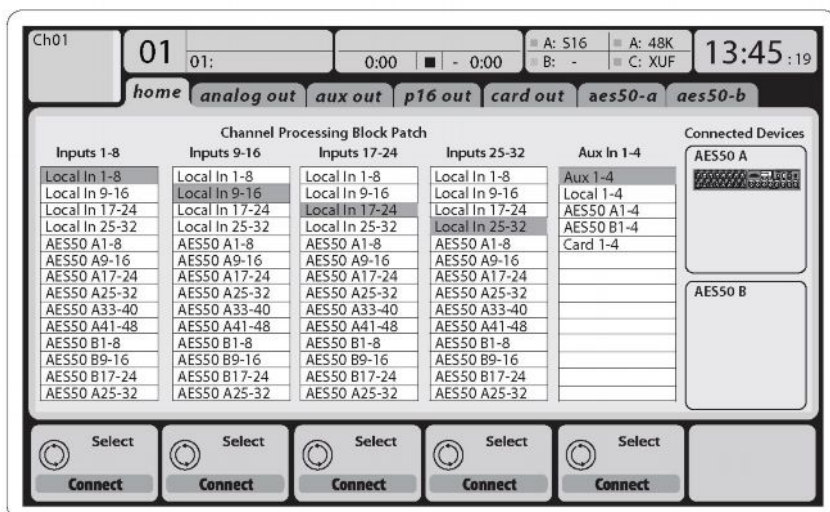 Ch01
01 01:
0:00 - 0:00
A: S16 A: 48K
B: - C: XUF
13:45 :19
home analog out aux out p16 out card out aes50-a aes50-b
Channel Processing Block Patch
Connected Devices
Inputs 1-8 Inputs 9-16 Inputs 17-24 Inputs 25-32 Aux In 1-4
AES50 A
Local In 1-8 Local In 1-8 Local In 1-8 Local In 1-8 Aux 1-4
Local In 9-16 Local In 9-16 Local In 9-16 Local In 9-16 Local 1-4
Local In 17-24 Local In 17-24 Local In 17-24 Local In 17-24 AES50 A1-4
Local In 25-32 Local In 25-32 Local In 25-32 Local In 25-32 AES50 B1-4
AES50 A1-8 AES50 A1-8 AES50 A1-8 AES50 A1-8 Card 1-4
AES50 A9-16 AES50 A9-16 AES50 A9-16 AES50 A9-16
AES50 A17-24 AES50 A17-24 AES50 A17-24 AES50 A17-24
AES50 A25-32 AES50 A25-32 AES50 A25-32 AES50 A25-32
AES50 B
AES50 A33-40 AES50 A33-40 AES50 A33-40 AES50 A33-40
AES50 A41-48 AES50 A41-48 AES50 A41-48 AES50 A41-48
AES50 B1-8 AES50 B1-8 AES50 B1-8 AES50 B1-8
AES50 B9-16 AES50 B9-16 AES50 B9-16 AES50 B9-16
AES50 B17-24 AES50 B17-24 AES50 B17-24 AES50 B17-24
AES50 A25-32 AES50 A25-32 AES50 A25-32 AES50 A25-32
Select Select Select Select Select
Connect Connect Connect Connect Connect